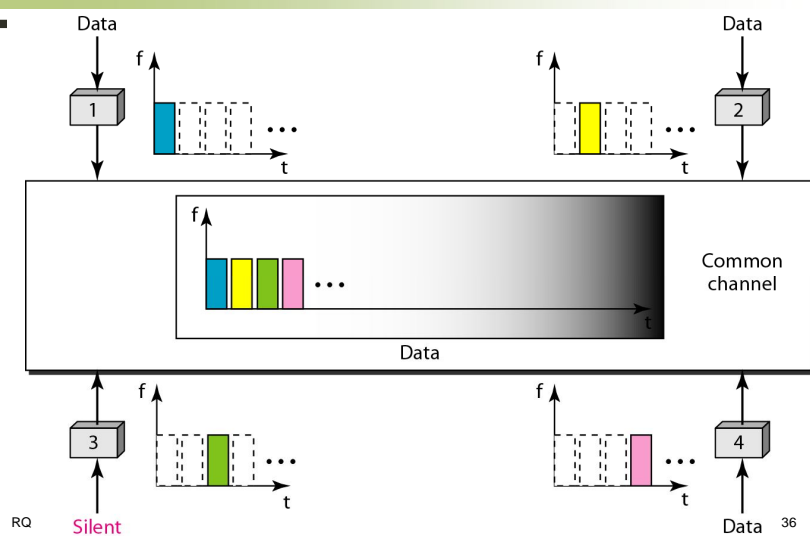 Data
Data
f
f
1
2
• • •
• • •
t
t
f
Common
channel
• • •
t
Data
f
f
3
4
• • •
• • •
t
t
RQ
Silent
Data
36